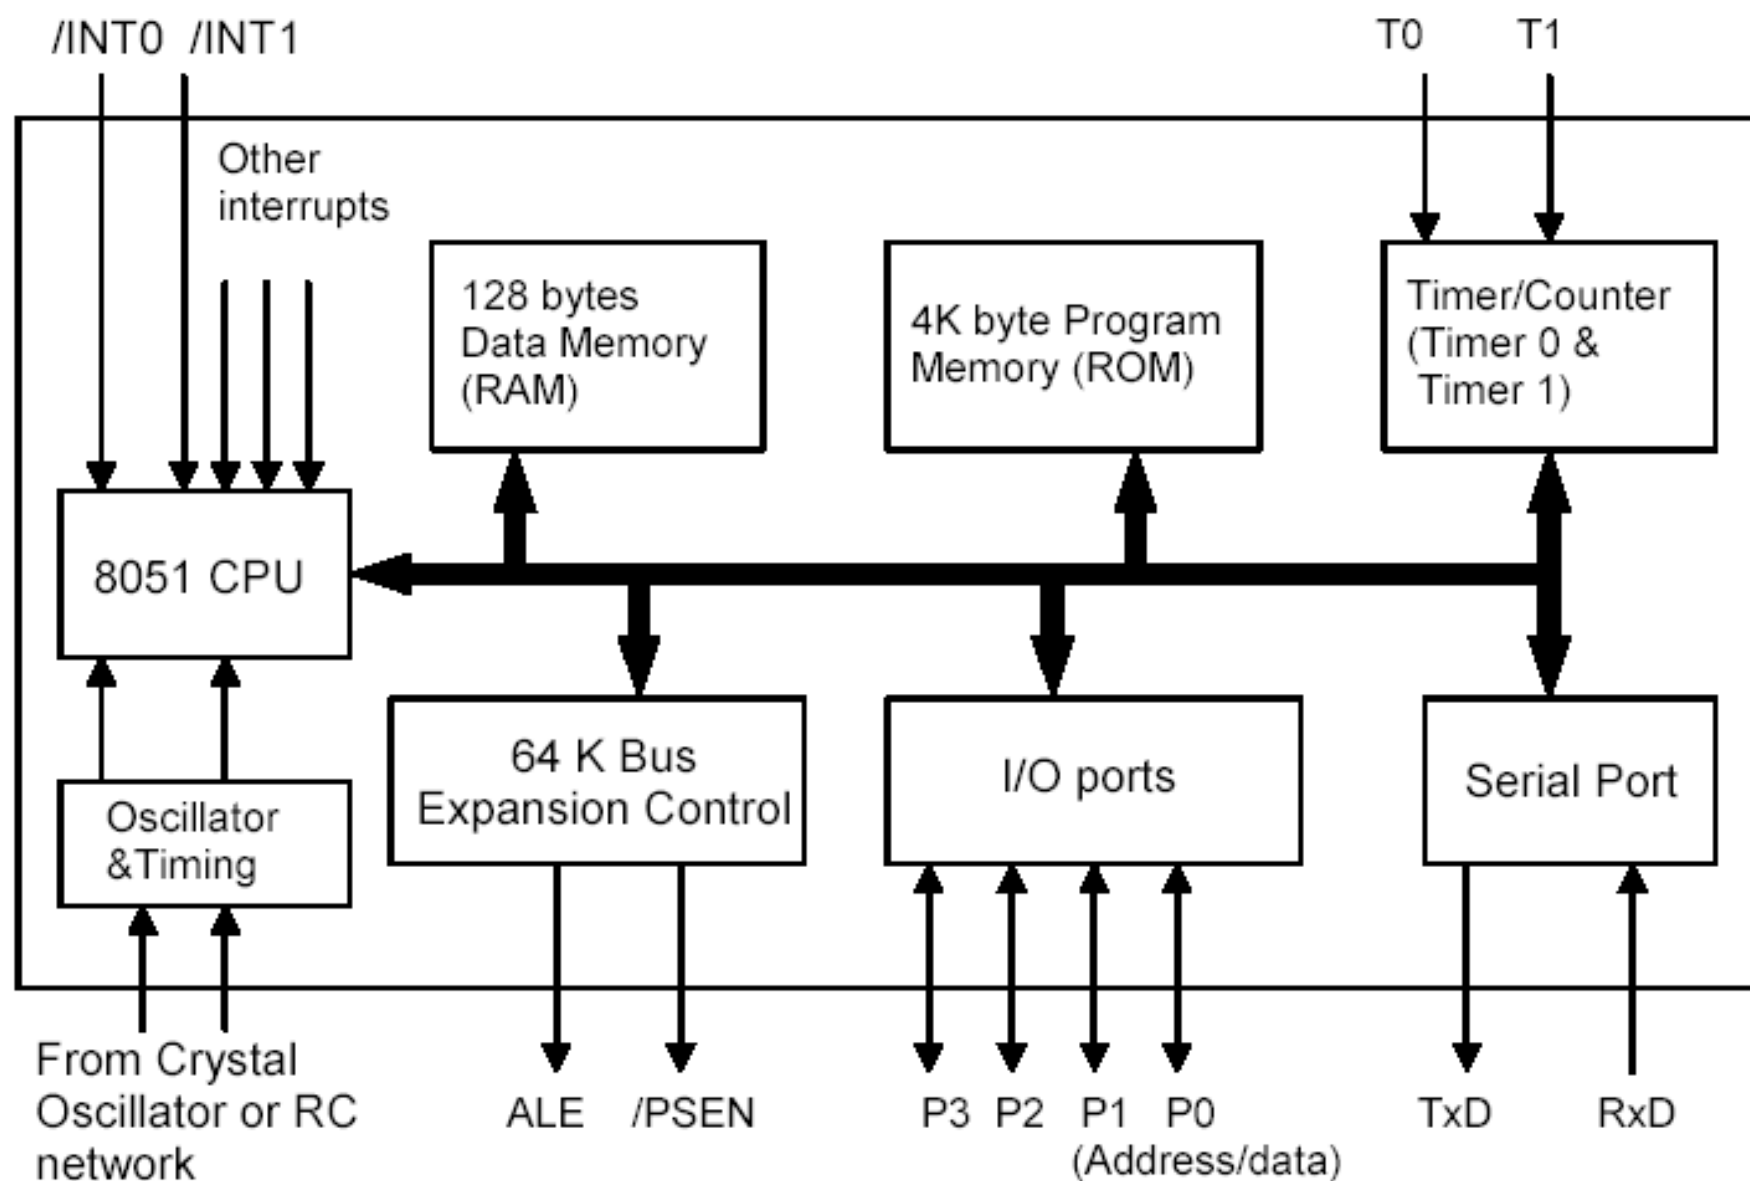 /INT0 /INT1
T0 T1
Other
interrupts
128 bytes
Data Memory
(RAM)
4K byte Program
Memory (ROM)
Timer/Counter
(Timer 0 &
Timer 1)
8051 CPU
Oscillator
&Timing
64 K Bus
Expansion Control
I/O ports
Serial Port
From Crystal
Oscillator or RC
network
ALE /PSEN
P3 P2 P1 P0
(Address/data)
TxD RxD